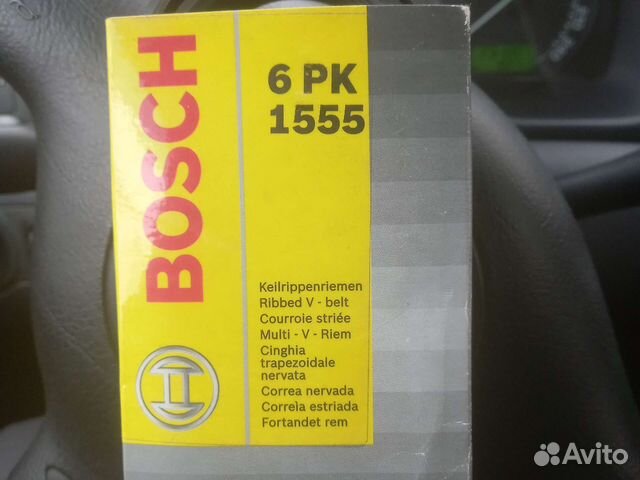 BOSCH
6 PK
1555
Keilrippenriemen
Ribbed V - belt
Courroie striée
Multi - V - Riem
Cinghia
trapezoidale
nervata
Correa nervada
Correia estriada
Fortandet rem
Avito